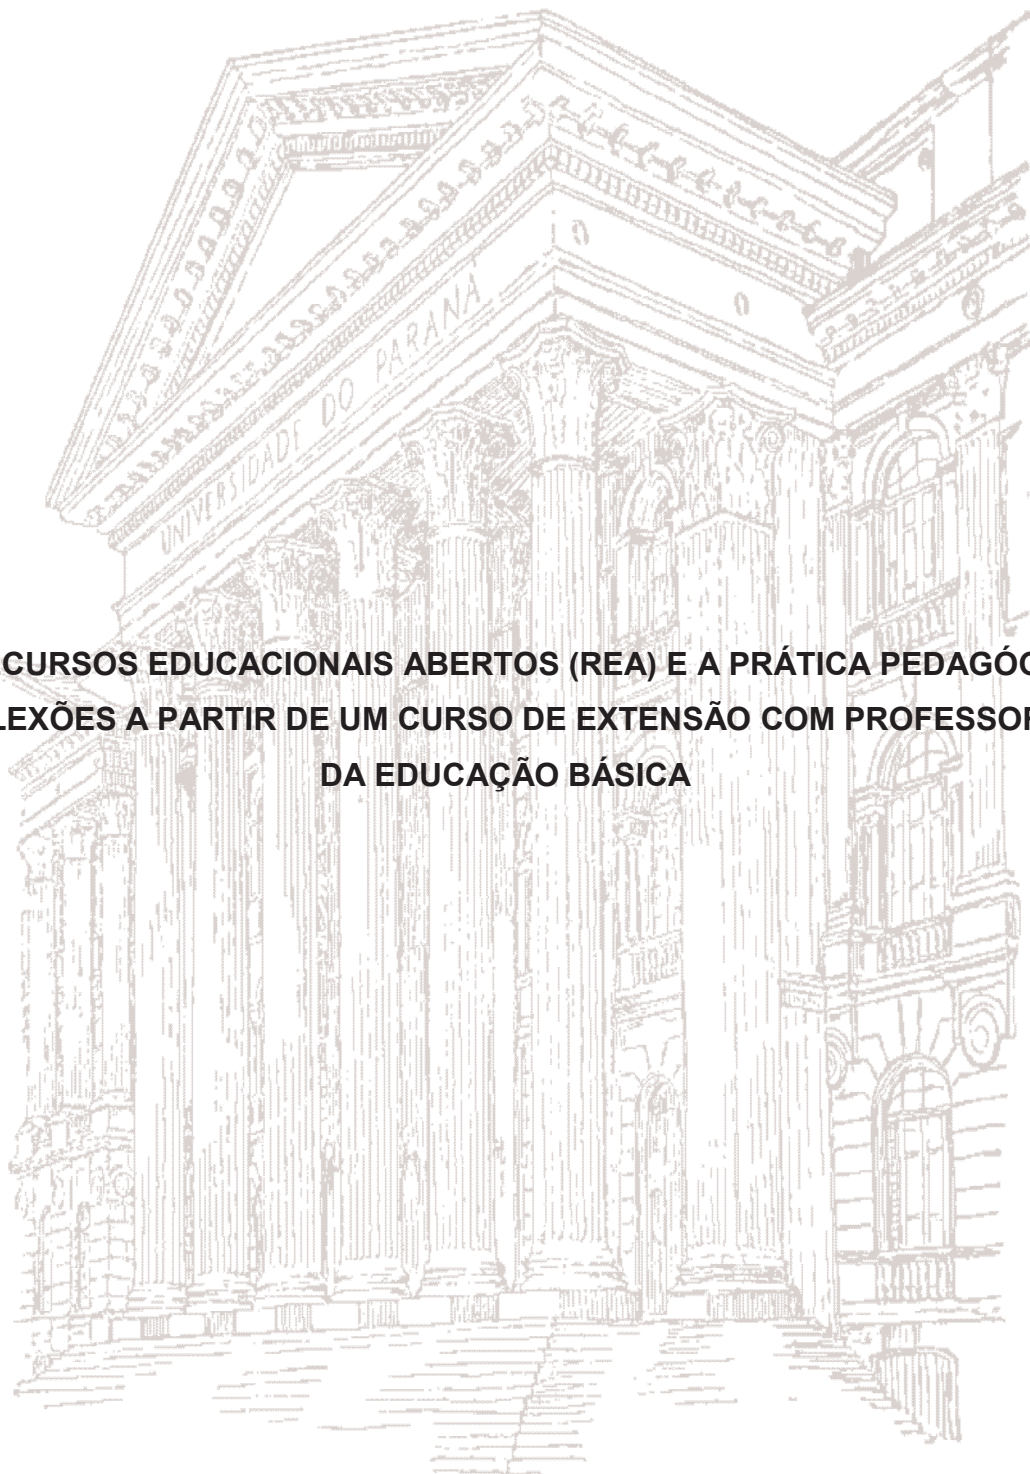 UNIVERSIDADE DO PARANÁ
CURSOS EDUCACIONAIS ABERTOS (REA) E A PRÁTICA PEDAGÓG
LEXÕES A PARTIR DE UM CURSO DE EXTENSÃO COM PROFESSOR
DA EDUCAÇÃO BÁSICA